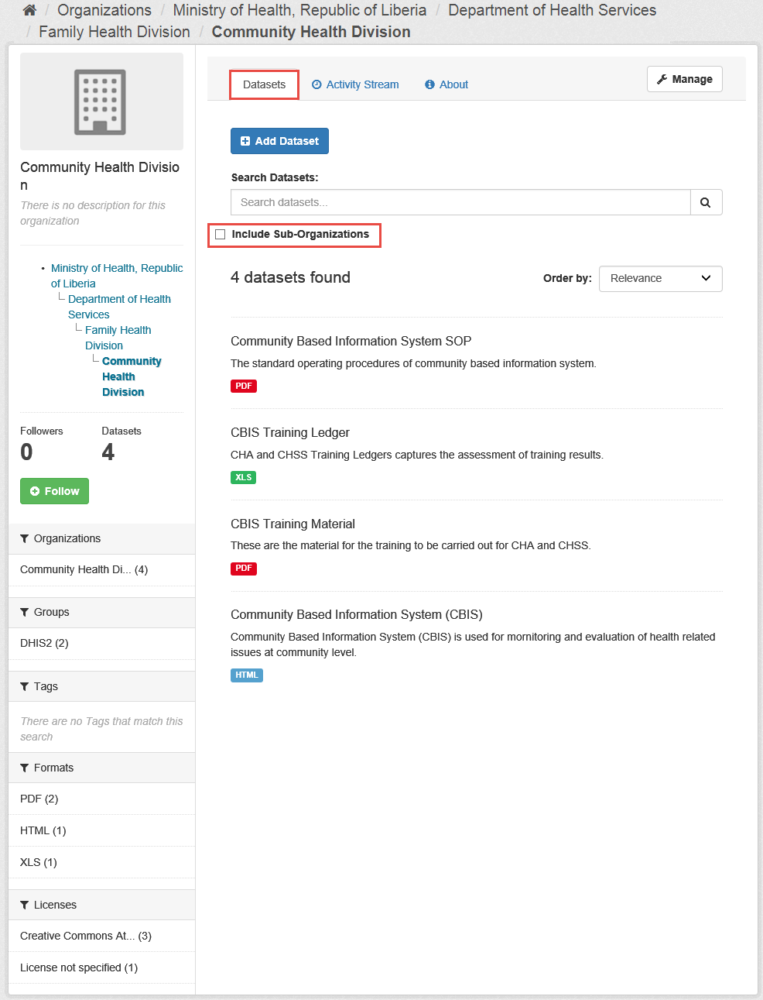 / Organizations / Ministry of Health, Republic of Liberia / Department of Health Services
/ Family Health Division / Community Health Division
Community Health Divisio
n
There is no description for this
organization
• Ministry of Health, Republic
of Liberia
Department of Health
Services
Family Health
Division
Community
Health
Division
Followers Datasets
0 4
Follow
Organizations
Community Health Di... (4)
Groups
DHIS2 (2)
Tags
There are no Tags that match this
search
Formats
PDF (2)
HTML (1)
XLS (1)
Licenses
Creative Commons At... (3)
License not specified (1)
Datasets Activity Stream About Manage
Add Dataset
Search Datasets:
Search datasets...
Include Sub-Organizations
4 datasets found Order by: Relevance
Community Based Information System SOP
The standard operating procedures of community based information system.
PDF
CBIS Training Ledger
CHA and CHSS Training Ledgers captures the assessment of training results.
XLS
CBIS Training Material
These are the material for the training to be carried out for CHA and CHSS.
PDF
Community Based Information System (CBIS)
Community Based Information System (CBIS) is used for mornitoring and evaluation of health related
issues at community level.
HTML